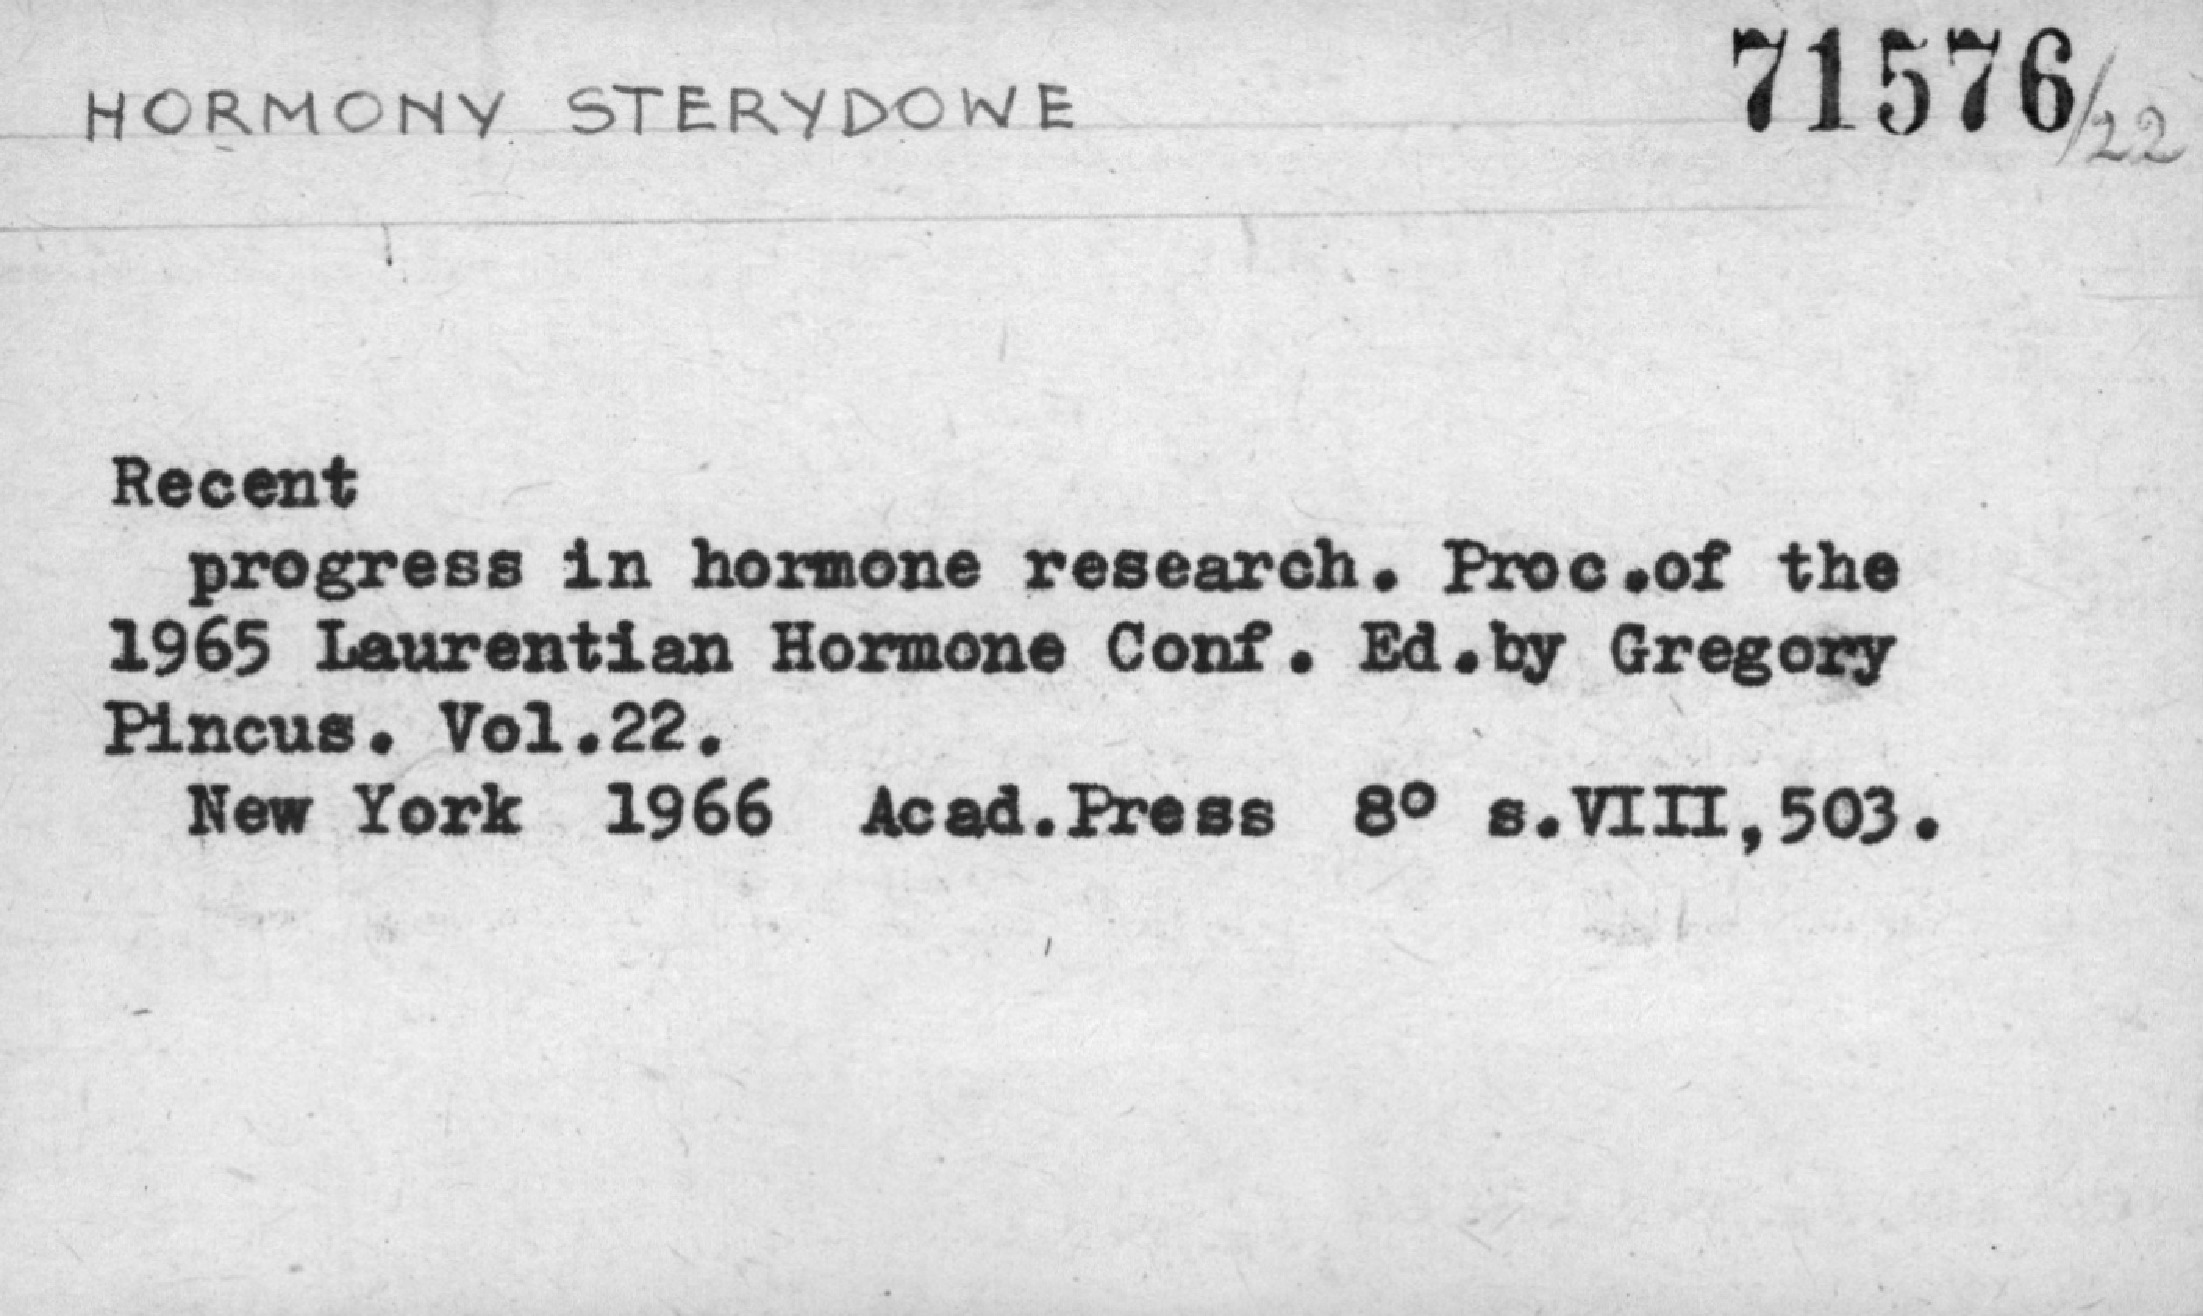 HORMONY STERYDOWE 71576/22
Recent
progress in hormone research. Proc.of the
1965 Laurentian Hormone Conf. Ed.by Gregory
Pincus. Vol.22.
New York 1966 Acad.Press 8° s.VIII,503.